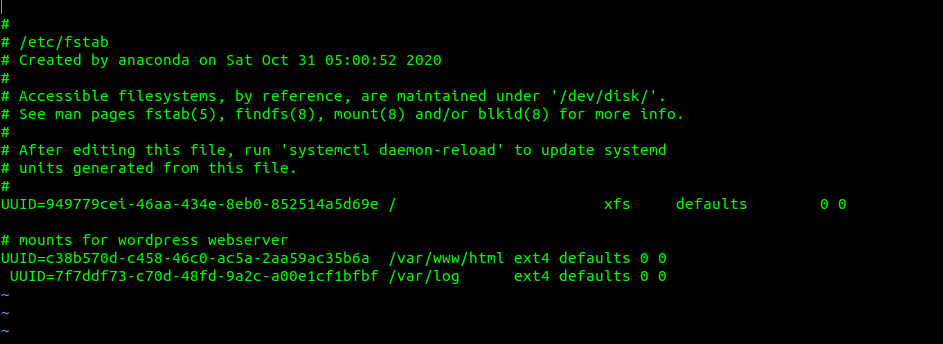 #
# /etc/fstab
# Created by anaconda on Sat Oct 31 05:00:52 2020
#
# Accessible filesystems, by reference, are maintained under '/dev/disk/'.
# See man pages fstab(5), findfs(8), mount(8) and/or blkid(8) for more info.
#
# After editing this file, run 'systemctl daemon-reload' to update systemd
# units generated from this file.
#
UUID=949779cei-46aa-434e-8eb0-852514a5d69e / xfs defaults 0 0
# mounts for wordpress webserver
UUID=c38b570d-c458-46c0-ac5a-2aa59ac35b6a /var/www/html ext4 defaults 0 0
UUID=7f7ddf73-c70d-48fd-9a2c-a00e1cf1bfbf /var/log ext4 defaults 0 0
~
~
~